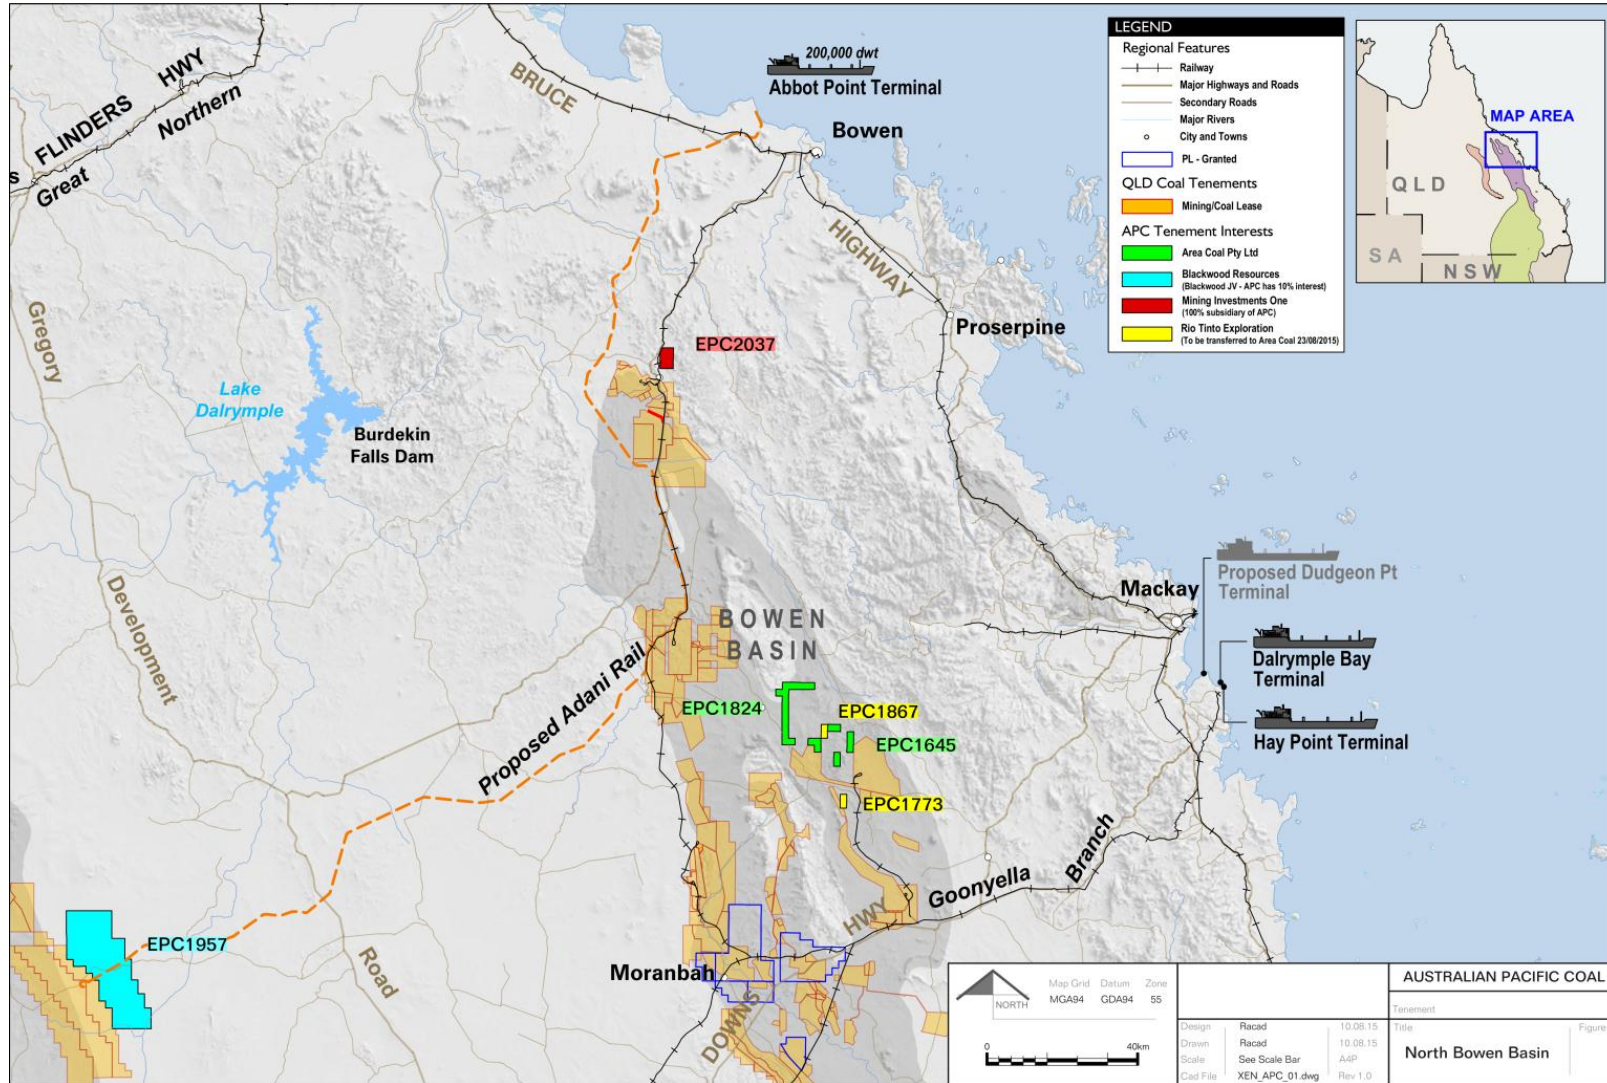 FLINDERS HWY
Great Northern
s
BRUCE
HIGHWAY
200,000 dwt
Abbot Point Terminal
Bowen
Proserpine
EPC2037
Gregory
Development
Road
Lake
Dalrymple
Burdekin
Falls Dam
BOWEN
BASIN
Proposed Adani Rail
EPC1824
EPC1867
EPC1645
EPC1773
EPC1957
Mackay
Proposed Dudgeon Pt
Terminal
Dalrymple Bay
Terminal
Hay Point Terminal
Goonyella Branch
HWY
DOWNS
Moranbah
LEGEND
Regional Features
Railway
Major Highways and Roads
Secondary Roads
Major Rivers
City and Towns
PL - Granted
QLD Coal Tenements
Mining/Coal Lease
APC Tenement Interests
Area Coal Pty Ltd
Blackwood Resources
(Blackwood JV - APC has 10% interest)
Mining Investments One
(100% subsidiary of APC)
Rio Tinto Exploration
(To be transferred to Area Coal 23/08/2015)
MAP AREA
QLD
SA
NSW
NORTH
Map Grid Datum Zone
MGA94 GDA94 55
0 40km
Design Racad 10.08.15
Drawn Racad 10.08.15
Scale See Scale Bar A4P
Cad File XEN_APC_01.dwg Rev 1.0
AUSTRALIAN PACIFIC COAL
Tenement
Title Figure
North Bowen Basin